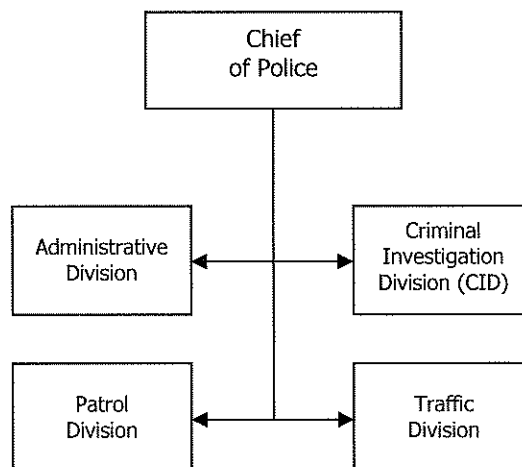 Chief
of Police
Administrative
Division
Criminal
Investigation
Division (CID)
Patrol
Division
Traffic
Division